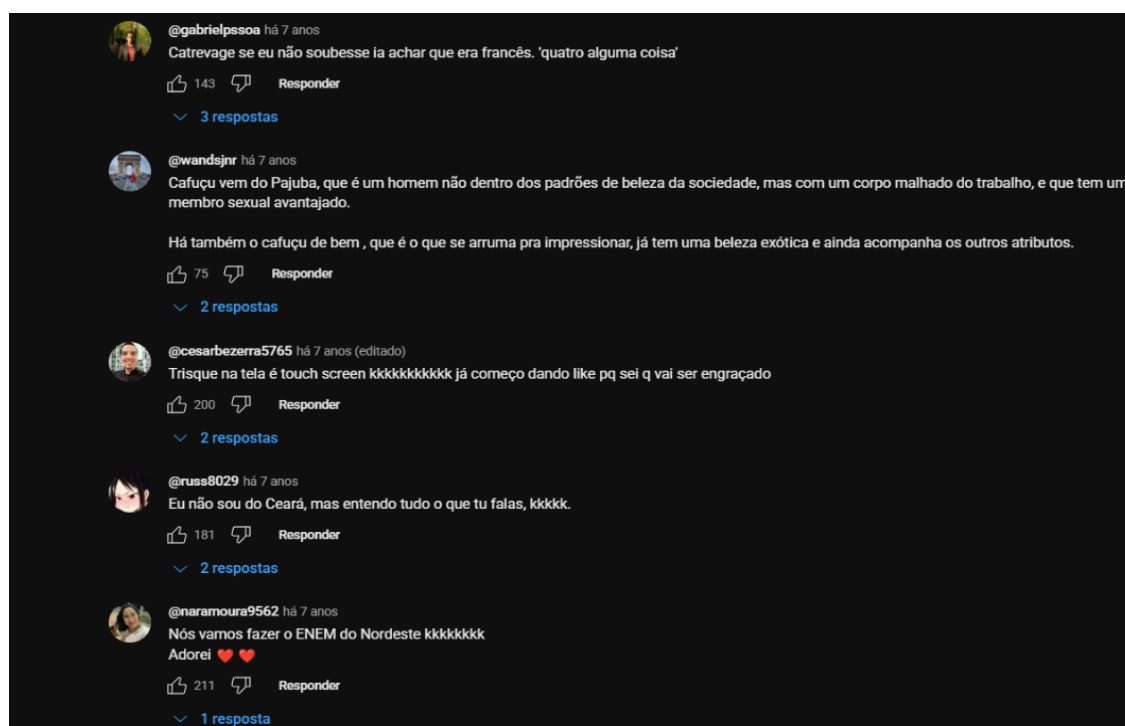 @gabrielpssoa há 7 anos
Catrevage se eu não soubesse ia achar que era francês. 'quatro alguma coisa'
143 Responder
3 respostas
@wandsjnr há 7 anos
Cafuçu vem do Pajuba, que é um homem não dentro dos padrões de beleza da sociedade, mas com um corpo malhado do trabalho, e que tem um
membro sexual avantajado.
Há também o cafuçu de bem , que é o que se arruma pra impressionar, já tem uma beleza exótica e ainda acompanha os outros atributos.
75 Responder
2 respostas
@cesarbezerra5765 há 7 anos (editado)
Trisque na tela é touch screen kkkkkkkkkkk já começo dando like pq sei q vai ser engraçado
200 Responder
2 respostas
@russ8029 há 7 anos
Eu não sou do Ceará, mas entendo tudo o que tu falas, kkkkk.
181 Responder
2 respostas
@naramoura9562 há 7 anos
Nós vamos fazer o ENEM do Nordeste kkkkkkkk
Adorei ❤️ ❤️
211 Responder
1 resposta